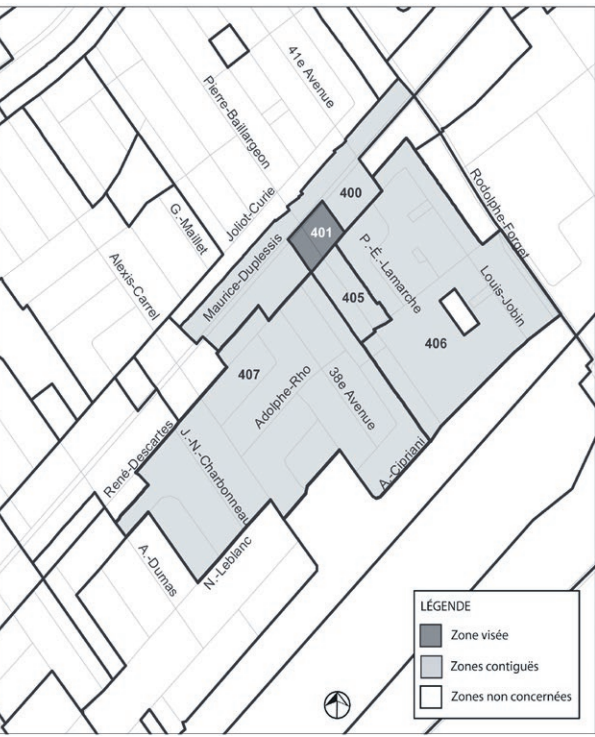 41e Avenue
Pierre-Baillargeon
Rodolphe-Forget
400
Joliot-Curie
G.-Maillet
401
P.-É.-Lamarche
Maurice-Duplessis
Alexis-Carrel
405
Louis-Jobin
406
407
Adolphe-Rho
38e Avenue
René-Descartes
J.-N.-Charbonneau
A.-Cipriani
A.-Dumas
N.-Leblanc
LÉGENDE
Zone visée
Zones contiguës
Zones non concernées